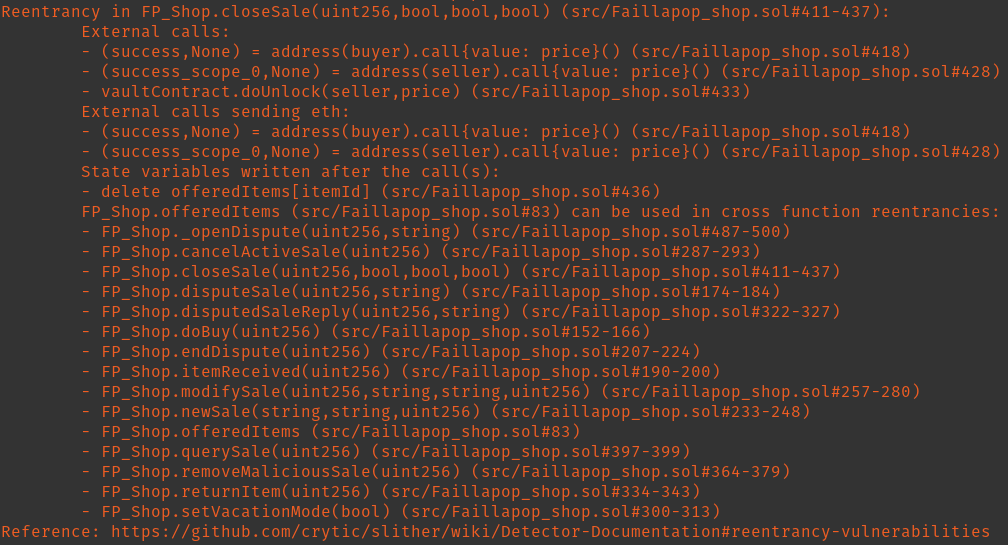 Reentrancy in FP_Shop.closeSale(uint256,bool,bool,bool) (src/Faillapop_shop.sol#411-437):
External calls:
- (success,None) = address(buyer).call{value: price}() (src/Faillapop_shop.sol#418)
- (success_scope_0,None) = address(seller).call{value: price}() (src/Faillapop_shop.sol#428)
- vaultContract.doUnlock(seller,price) (src/Faillapop_shop.sol#433)
External calls sending eth:
- (success,None) = address(buyer).call{value: price}() (src/Faillapop_shop.sol#418)
- (success_scope_0,None) = address(seller).call{value: price}() (src/Faillapop_shop.sol#428)
State variables written after the call(s):
- delete offeredItems[itemId] (src/Faillapop_shop.sol#436)
FP_Shop.offeredItems (src/Faillapop_shop.sol#83) can be used in cross function reentrancies:
- FP_Shop._openDispute(uint256,string) (src/Faillapop_shop.sol#487-500)
- FP_Shop.cancelActiveSale(uint256) (src/Faillapop_shop.sol#287-293)
- FP_Shop.closeSale(uint256,bool,bool,bool) (src/Faillapop_shop.sol#411-437)
- FP_Shop.disputeSale(uint256,string) (src/Faillapop_shop.sol#174-184)
- FP_Shop.disputedSaleReply(uint256,string) (src/Faillapop_shop.sol#322-327)
- FP_Shop.doBuy(uint256) (src/Faillapop_shop.sol#152-166)
- FP_Shop.endDispute(uint256) (src/Faillapop_shop.sol#207-224)
- FP_Shop.itemReceived(uint256) (src/Faillapop_shop.sol#190-200)
- FP_Shop.modifySale(uint256,string,string,uint256) (src/Faillapop_shop.sol#257-280)
- FP_Shop.newSale(string,string,uint256) (src/Faillapop_shop.sol#233-248)
- FP_Shop.offeredItems (src/Faillapop_shop.sol#83)
- FP_Shop.querySale(uint256) (src/Faillapop_shop.sol#397-399)
- FP_Shop.removeMaliciousSale(uint256) (src/Faillapop_shop.sol#364-379)
- FP_Shop.returnItem(uint256) (src/Faillapop_shop.sol#334-343)
- FP_Shop.setVacationMode(bool) (src/Faillapop_shop.sol#300-313)
Reference: https://github.com/crytic/slither/wiki/Detector-Documentation#reentrancy-vulnerabilities